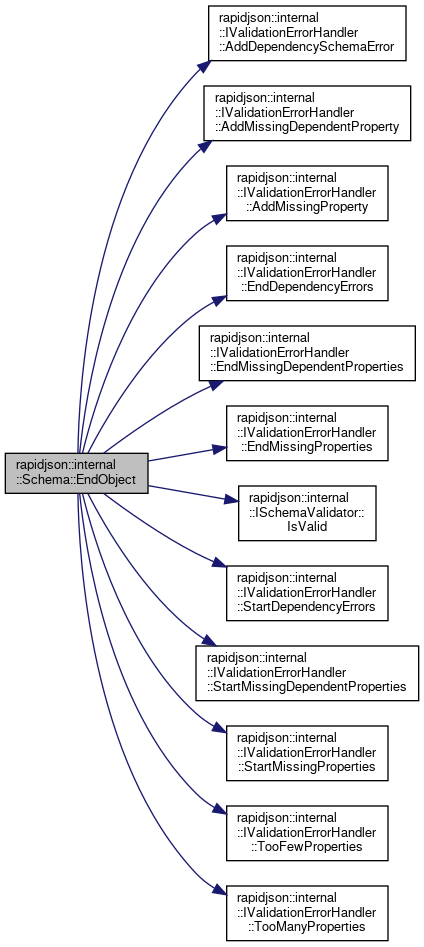 rapidjson::internal
::IValidationErrorHandler
::AddDependencySchemaError
rapidjson::internal
::IValidationErrorHandler
::AddMissingDependentProperty
rapidjson::internal
::IValidationErrorHandler
::AddMissingProperty
rapidjson::internal
::IValidationErrorHandler
::EndDependencyErrors
rapidjson::internal
::IValidationErrorHandler
::EndMissingDependentProperties
rapidjson::internal
::IValidationErrorHandler
::EndMissingProperties
rapidjson::internal
::Schema::EndObject
rapidjson::internal
::ISchemaValidator::
IsValid
rapidjson::internal
::IValidationErrorHandler
::StartDependencyErrors
rapidjson::internal
::IValidationErrorHandler
::StartMissingDependentProperties
rapidjson::internal
::IValidationErrorHandler
::StartMissingProperties
rapidjson::internal
::IValidationErrorHandler
::TooFewProperties
rapidjson::internal
::IValidationErrorHandler
::TooManyProperties